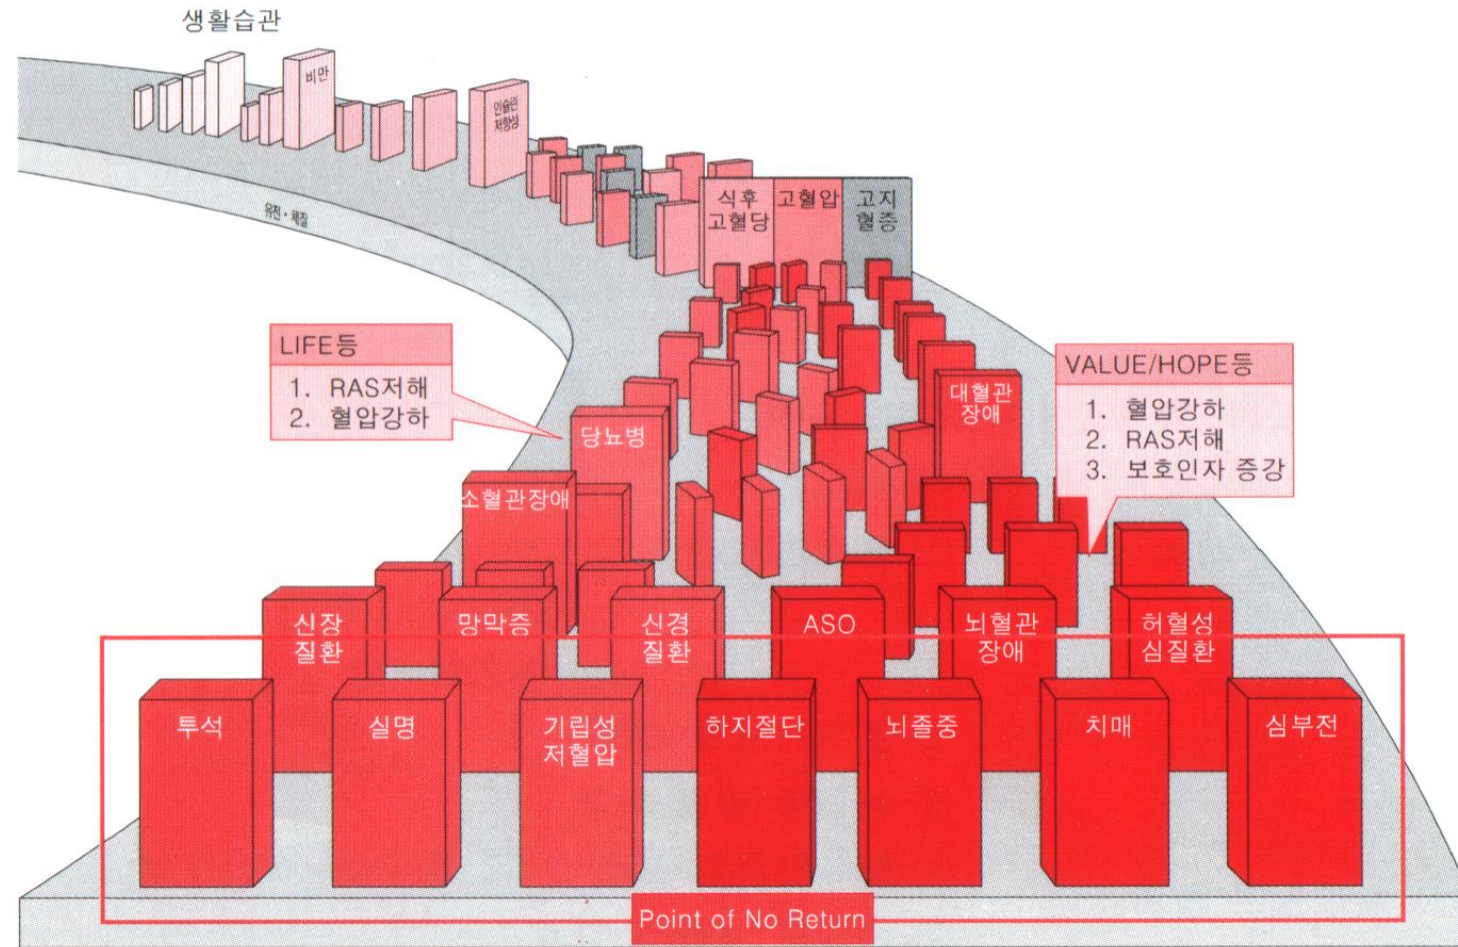 생활습관
비만
인슐린
저항성
유전·체질
식후
고혈당
고혈압
고지
혈증
LIFE등
1. RAS저해
2. 혈압강하
VALUE/HOPE등
1. 혈압강하
2. RAS저해
3. 보호인자 증강
대혈관
장애
당뇨병
소혈관장애
신장
질환
망막증
신경
질환
ASO
뇌혈관
장애
허혈성
심질환
투석
실명
기립성
저혈압
하지절단
뇌졸중
치매
심부전
Point of No Return